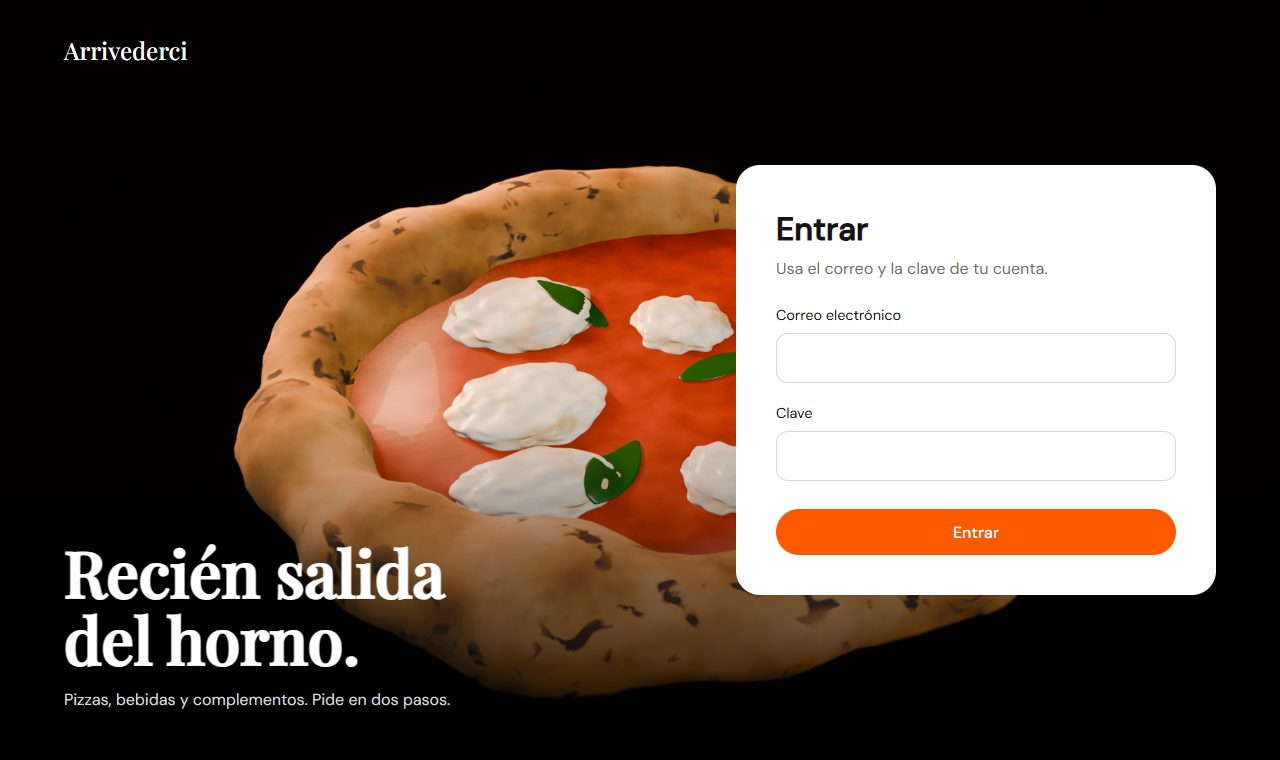 Arrivederci
Recién salida
del horno.
Pizzas, bebidas y complementos. Pide en dos pasos.
Entrar
Usa el correo y la clave de tu cuenta.
Correo electrónico
Clave
Entrar